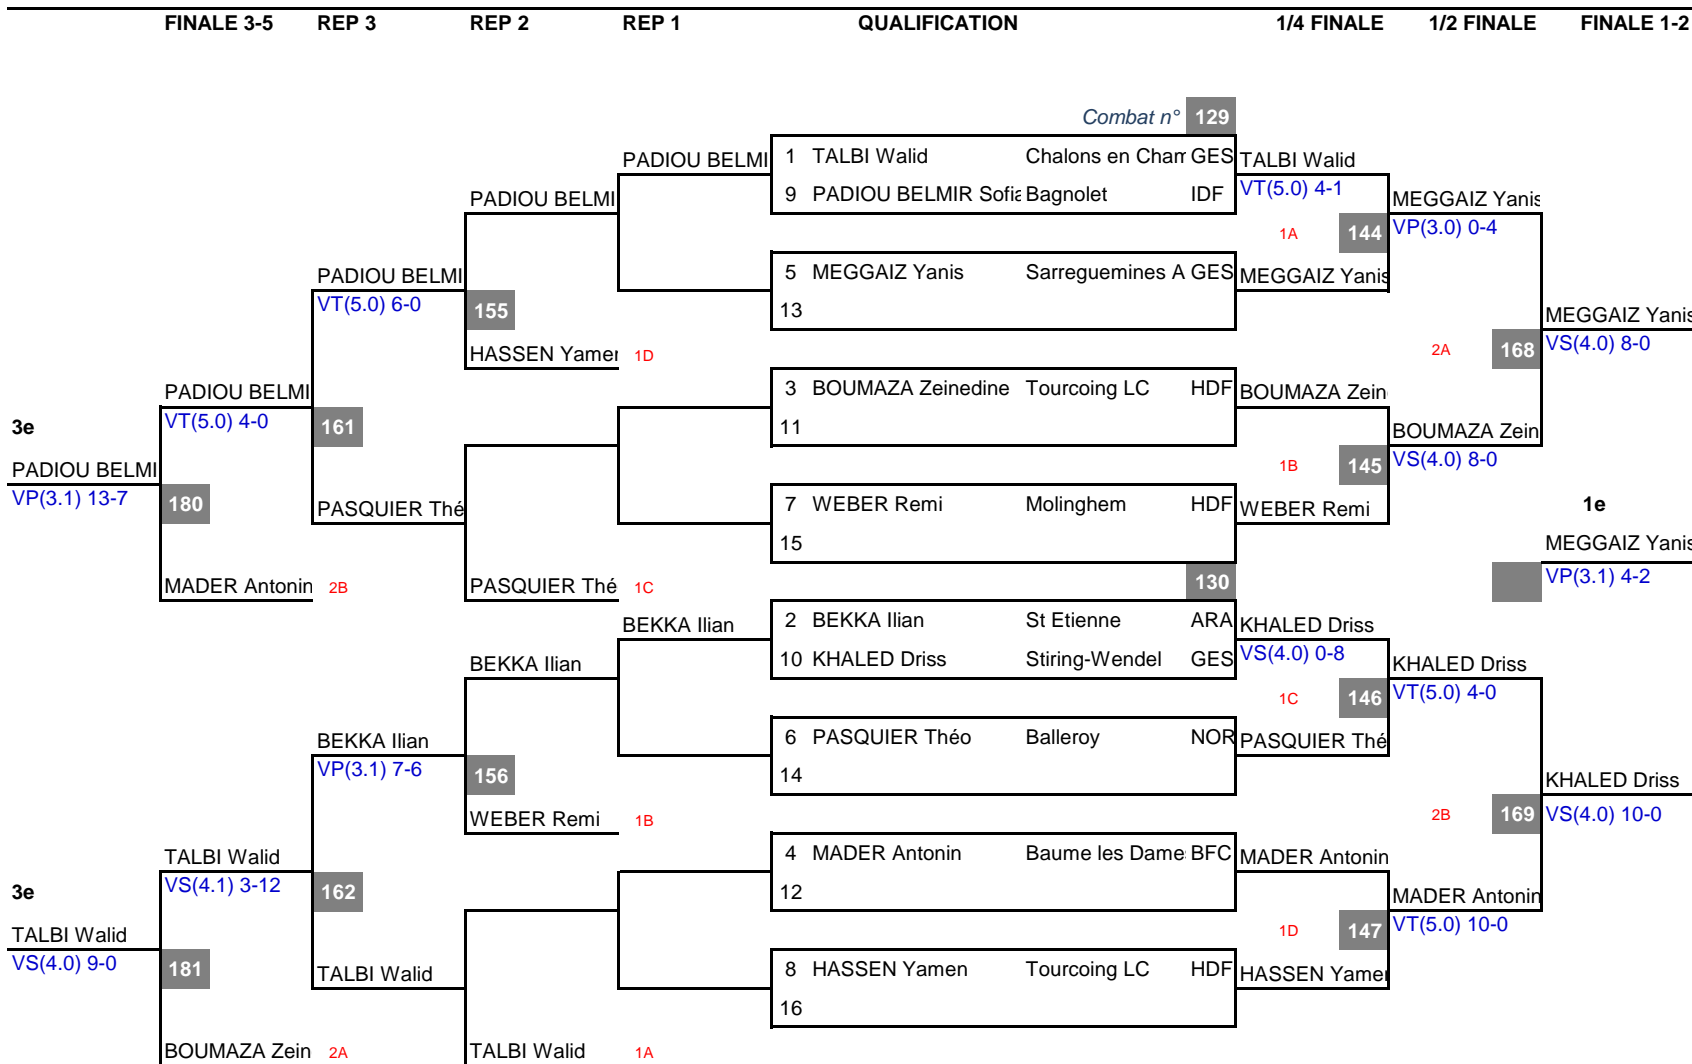 FINALE 3-5 REP 3 REP 2 REP 1 QUALIFICATION 1/4 FINALE 1/2 FINALE FINALE 1-2
Combat n° 129
PADIOU BELMI 1 TALBI Walid Chalons en Cham GES TALBI Walid
PADIOU BELMI 9 PADIOU BELMIR Sofia Bagnolet IDF VT(5.0) 4-1 MEGGAIZ Yanis
1A 144 VP(3.0) 0-4
PADIOU BELMI 5 MEGGAIZ Yanis Sarreguemines A GES MEGGAIZ Yanis
VT(5.0) 6-0 155 13 MEGGAIZ Yanis
HASSEN Yamen 1D 2A 168 VS(4.0) 8-0
PADIOU BELMI 3 BOUMAZA Zeinedine Tourcoing LC HDF BOUMAZA Zein
3e VT(5.0) 4-0 161 11 BOUMAZA Zein
PADIOU BELMI 1B 145 VS(4.0) 8-0
VP(3.1) 13-7 180 PASQUIER Thé 7 WEBER Remi Molinghem HDF WEBER Remi 1e
15 MEGGAIZ Yanis
MADER Antonin 2B PASQUIER Thé 1C 130 VP(3.1) 4-2
BEKKA Ilian 2 BEKKA Ilian St Etienne ARA KHALED Driss
BEKKA Ilian 10 KHALED Driss Stiring-Wendel GES VS(4.0) 0-8 KHALED Driss
1C 146 VT(5.0) 4-0
BEKKA Ilian 6 PASQUIER Théo Balleroy NOR PASQUIER Thé
VP(3.1) 7-6 156 14 KHALED Driss
WEBER Remi 1B 2B 169 VS(4.0) 10-0
TALBI Walid 4 MADER Antonin Baume les Dame BFC MADER Antonin
3e VS(4.1) 3-12 162 12 MADER Antonin
TALBI Walid 1D 147 VT(5.0) 10-0
VS(4.0) 9-0 181 TALBI Walid 8 HASSEN Yamen Tourcoing LC HDF HASSEN Yamen
16
BOUMAZA Zein 2A TALBI Walid 1A